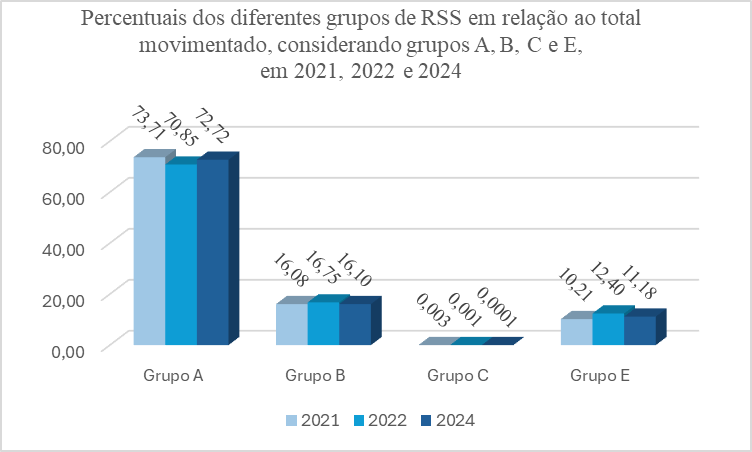 Percentuais dos diferentes grupos de RSS em relação ao total
movimentado, considerando grupos A, B, C e E,
em 2021, 2022 e 2024
73,71 70,85 72,72
80,00
60,00
40,00
16,08 16,75 16,10
10,21 12,40 11,18
20,00
0,003 0,001 0,0001
0,00
Grupo A Grupo B Grupo C Grupo E
2021 2022 2024